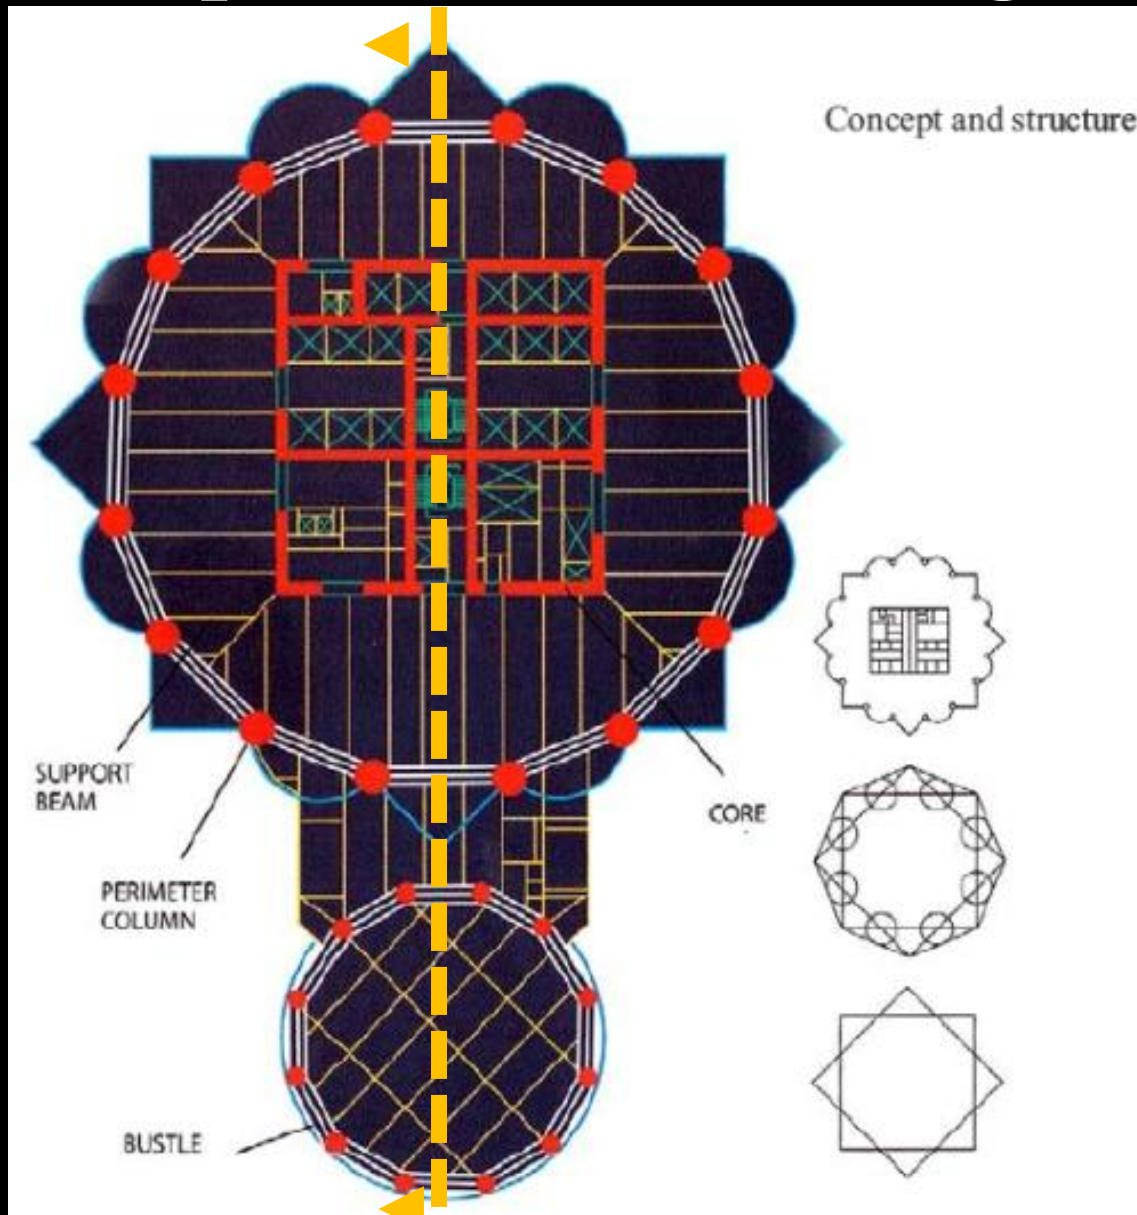 Concept and structure
SUPPORT
BEAM
PERIMETER
COLUMN
CORE
BUSTLE